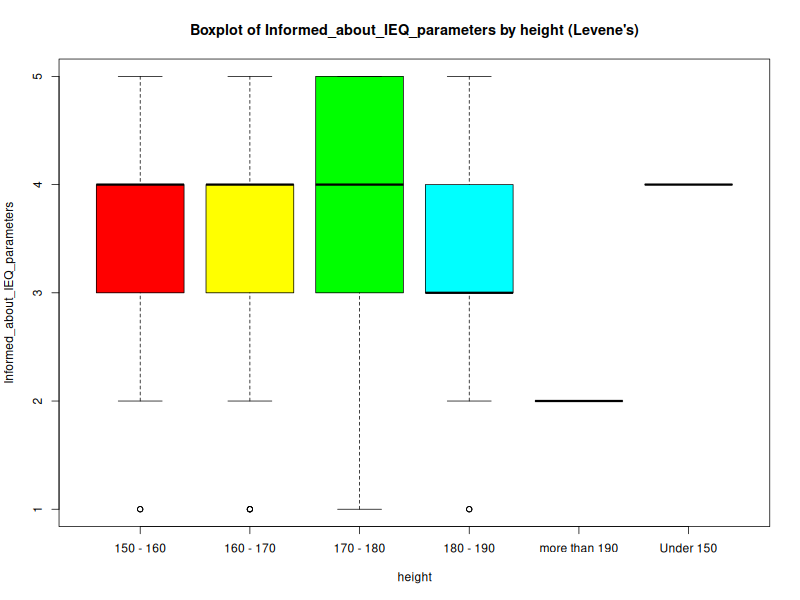 Boxplot of Informed_about_IEQ_parameters by height (Levene's)
Informed_about_IEQ_parameters
5
4
3
2
1
150 - 160
160 - 170
170 - 180
180 - 190
more than 190
Under 150
height